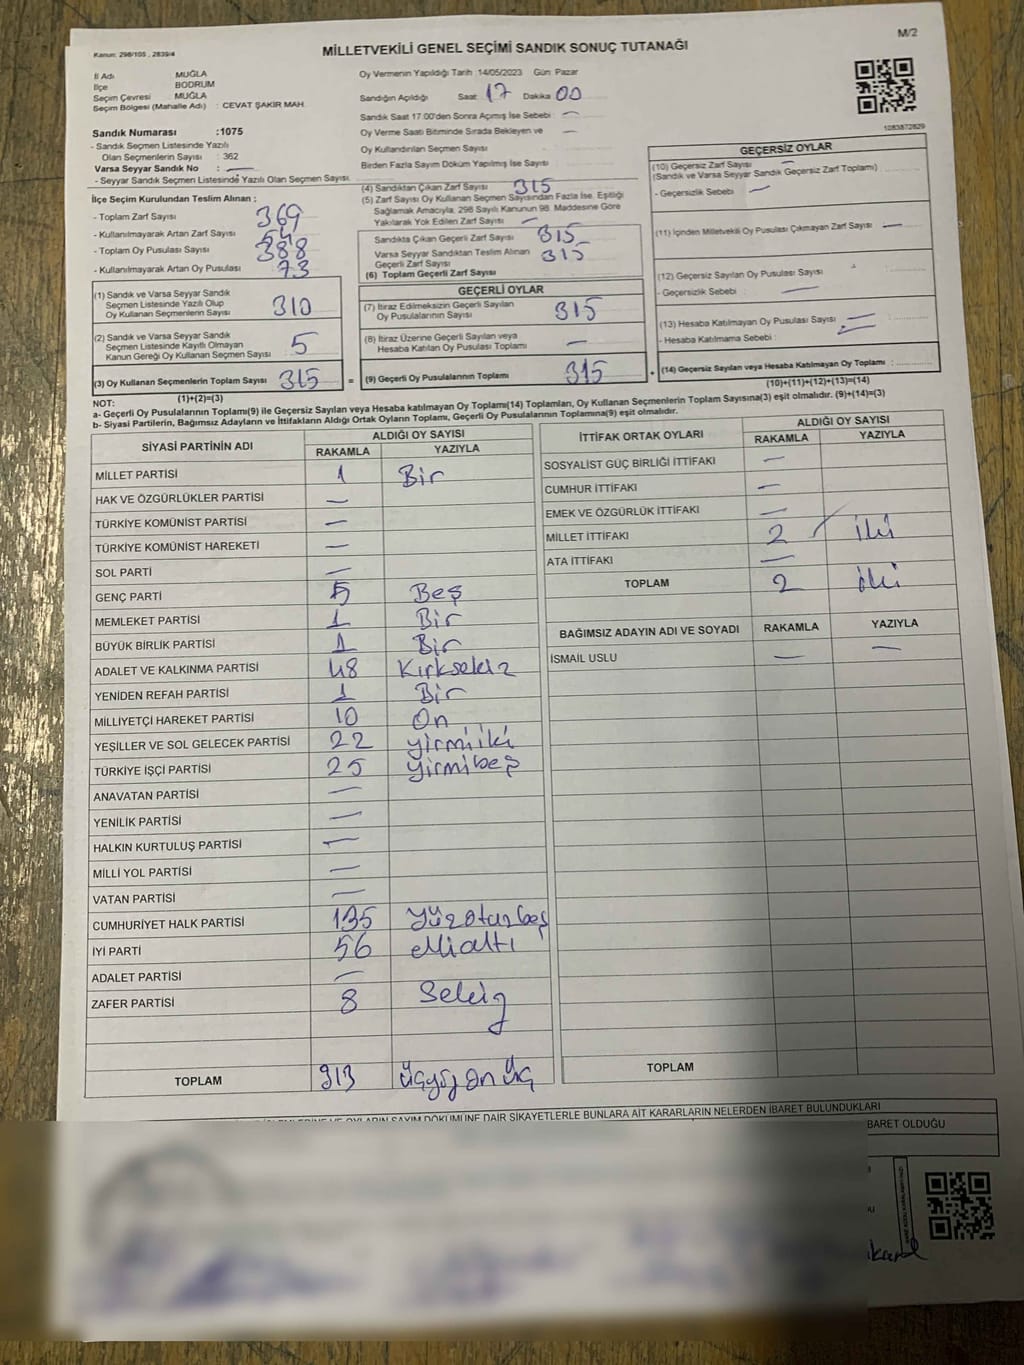 Kanun: 298/105 , 2839/4
M/2
MİLLETVEKİLİ GENEL SEÇİMİ SANDIK SONUÇ TUTANAĞI
İl Adı MUĞLA
İlçe BODRUM
Seçim Çevresi MUĞLA
Seçim Bölgesi (Mahalle Adı) : CEVAT ŞAKİR MAH.
Sandık Numarası :1075
- Sandık Seçmen Listesinde Yazılı
Olan Seçmenlerin Sayısı : 362
Varsa Seyyar Sandık No : —
- Seyyar Sandık Seçmen Listesinde Yazılı Olan Seçmen Sayısı
Oy Vermenin Yapıldığı Tarih 14/05/2023 Gün Pazar
Sandığın Açıldığı Saat 17 Dakika 00
Sandık Saat 17.00'den Sonra Açımış İse Sebebi : —
Oy Verme Saati Bitiminde Sırada Bekleyen ve —
Oy Kullandırılan Seçmen Sayısı
Birden Fazla Sayım Döküm Yapılmış İse Sayısı
1083872829
İlçe Seçim Kurulundan Teslim Alınan :
- Toplam Zarf Sayısı 369
- Kullanılmayarak Artan Zarf Sayısı 54
- Toplam Oy Pusulası Sayısı 388
- Kullanılmayarak Artan Oy Pusulası 73
(1) Sandık ve Varsa Seyyar Sandık
Seçmen Listesinde Yazılı Olup
Oy Kullanan Seçmenlerin Sayısı 310
(2) Sandık ve Varsa Seyyar Sandık
Seçmen Listesinde Kayıtlı Olmayan
Kanun Gereği Oy Kullanan Seçmen Sayısı 5
(3) Oy Kullanan Seçmenlerin Toplam Sayısı 315
(1)+(2)=(3)
(4) Sandıktan Çıkan Zarf Sayısı 315
(5) Zarf Sayısı Oy Kullanan Seçmen Sayısından Fazla İse, Eşitliği
Sağlamak Amacıyla, 298 Sayılı Kanunun 98. Maddesine Göre
Yakılarak Yok Edilen Zarf Sayısı —
Sandıkta Çıkan Geçerli Zarf Sayısı 315
Varsa Seyyar Sandıktan Teslim Alınan
Geçerli Zarf Sayısı 315
(6) Toplam Geçerli Zarf Sayısı
GEÇERLİ OYLAR
(7) İtiraz Edilmeksizin Geçerli Sayılan
Oy Pusulalarının Sayısı 315
(8) İtiraz Üzerine Geçerli Sayılan veya
Hesaba Katılan Oy Pusulası Toplamı —
= (9) Geçerli Oy Pusulalarının Toplamı 315
GEÇERSİZ OYLAR
(10) Geçersiz Zarf Sayısı —
(Sandık ve Varsa Seyyar Sandık Geçersiz Zarf Toplamı)
- Geçersizlik Sebebi : —
(11) İçinden Milletvekili Oy Pusulası Çıkmayan Zarf Sayısı —
(12) Geçersiz Sayılan Oy Pusulası Sayısı
- Geçersizlik Sebebi : —
(13) Hesaba Katılmayan Oy Pusulası Sayısı —
- Hesaba Katılmama Sebebi : —
+ (14) Geçersiz Sayılan veya Hesaba Katılmayan Oy Toplamı :
(10)+(11)+(12)+(13)=(14)
NOT:
a- Geçerli Oy Pusulalarının Toplamı(9) ile Geçersiz Sayılan veya Hesaba katılmayan Oy Toplamı(14) Toplamları, Oy Kullanan Seçmenlerin Toplam Sayısına(3) eşit olmalıdır. (9)+(14)=(3)
b- Siyasi Partilerin, Bağımsız Adayların ve İttifakların Aldığı Ortak Oyların Toplamı, Geçerli Oy Pusulalarının Toplamına(9) eşit olmalıdır.
SİYASİ PARTİNİN ADI ALDIĞI OY SAYISI
RAKAMLA YAZIYLA
MİLLET PARTİSİ 1 Bir
HAK VE ÖZGÜRLÜKLER PARTİSİ —
TÜRKİYE KOMÜNİST PARTİSİ —
TÜRKİYE KOMÜNİST HAREKETİ —
SOL PARTİ —
GENÇ PARTİ 5 Beş
MEMLEKET PARTİSİ 1 Bir
BÜYÜK BİRLİK PARTİSİ 1 Bir
ADALET VE KALKINMA PARTİSİ 48 Kırksekiz
YENİDEN REFAH PARTİSİ 1 Bir
MİLLİYETÇİ HAREKET PARTİSİ 10 On
YEŞİLLER VE SOL GELECEK PARTİSİ 22 yirmiiki
TÜRKİYE İŞÇİ PARTİSİ 25 yirmibeş
ANAVATAN PARTİSİ —
YENİLİK PARTİSİ —
HALKIN KURTULUŞ PARTİSİ —
MİLLİ YOL PARTİSİ —
VATAN PARTİSİ —
CUMHURİYET HALK PARTİSİ 135 yüzotuzbeş
İYİ PARTİ 56 ellialtı
ADALET PARTİSİ —
ZAFER PARTİSİ 8 Sekiz
TOPLAM 313 üçyüz on üç
İTTİFAK ORTAK OYLARI ALDIĞI OY SAYISI
RAKAMLA YAZIYLA
SOSYALİST GÜÇ BİRLİĞİ İTTİFAKI —
CUMHUR İTTİFAKI —
EMEK VE ÖZGÜRLÜK İTTİFAKI —
MİLLET İTTİFAKI 2 iki
ATA İTTİFAKI —
TOPLAM 2 iki
BAĞIMSIZ ADAYIN ADI VE SOYADI RAKAMLA YAZIYLA
İSMAİL USLU — —
TOPLAM
OYLARIN SAYIM DÖKÜMÜNE DAİR ŞİKAYETLERLE BUNLARA AİT KARARLARIN NELERDEN İBARET BULUNDUKLARI
BARET OLDUĞU